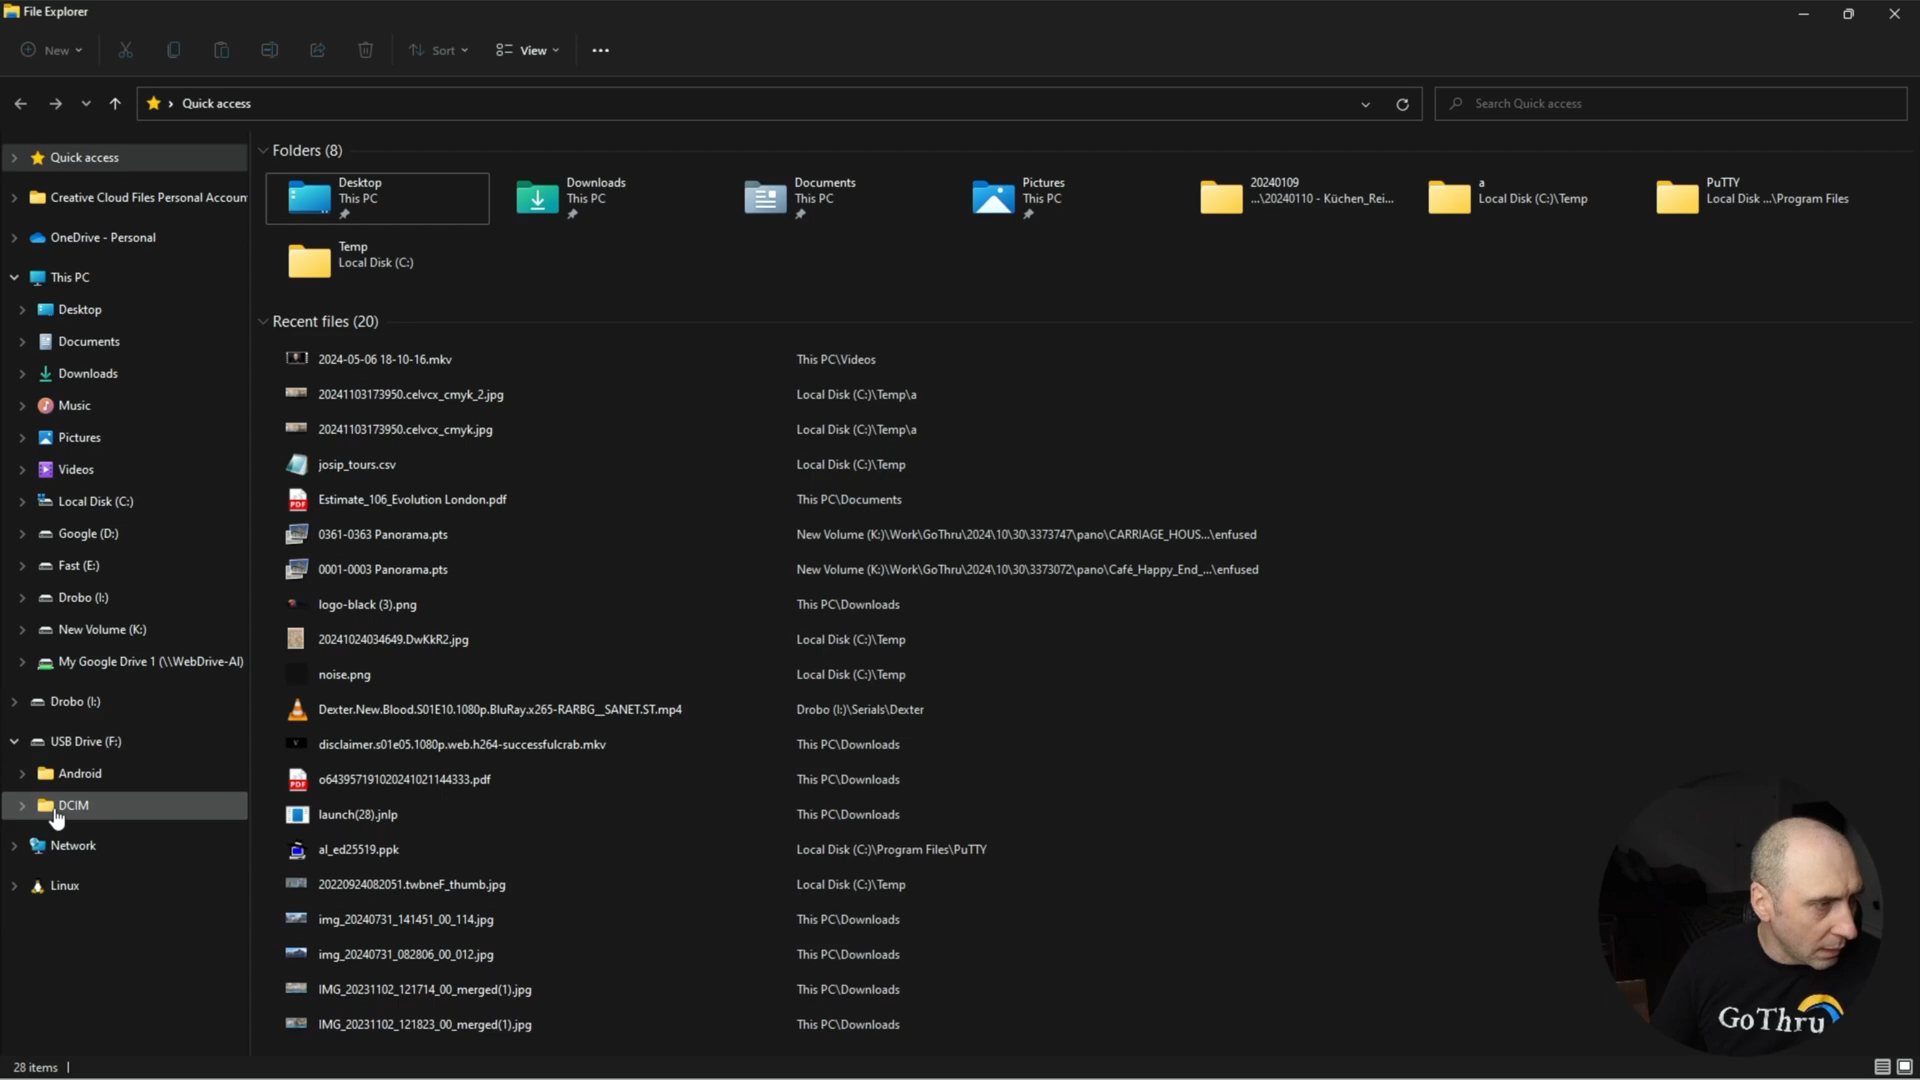 File Explorer
New
Sort
View
Quick access
Search Quick access
Quick access
Creative Cloud Files Personal Accoun
OneDrive - Personal
This PC
Desktop
Documents
Downloads
Music
Pictures
Videos
Local Disk (C:)
Google (D:)
Fast (E:)
Drobo (I:)
New Volume (K:)
My Google Drive 1 (\\WebDrive-AI)
Drobo (I:)
USB Drive (F:)
Android
DCIM
Network
Linux
Folders (8)
Desktop
This PC
Downloads
This PC
Documents
This PC
Pictures
This PC
20240109
...\20240110 - Küchen_Rei...
a
Local Disk (C:)\Temp
PuTTY
Local Disk ...\Program Files
Temp
Local Disk (C:)
Recent files (20)
2024-05-06 18-10-16.mkv This PC\Videos
20241103173950.celvcx_cmyk_2.jpg Local Disk (C:)\Temp\a
20241103173950.celvcx_cmyk.jpg Local Disk (C:)\Temp\a
josip_tours.csv Local Disk (C:)\Temp
Estimate_106_Evolution London.pdf This PC\Documents
0361-0363 Panorama.pts New Volume (K:)\Work\GoThru\2024\10\30\3373747\pano\CARRIAGE_HOUS...\enfused
0001-0003 Panorama.pts New Volume (K:)\Work\GoThru\2024\10\30\3373072\pano\Café_Happy_End_...\enfused
logo-black (3).png This PC\Downloads
20241024034649.DwKkR2.jpg Local Disk (C:)\Temp
noise.png Local Disk (C:)\Temp
Dexter.New.Blood.S01E10.1080p.BluRay.x265-RARBG__SANET.ST.mp4 Drobo (I:)\Serials\Dexter
disclaimer.s01e05.1080p.web.h264-successfulcrab.mkv This PC\Downloads
o643957191020241021144333.pdf This PC\Downloads
launch(28).jnlp This PC\Downloads
al_ed25519.ppk Local Disk (C:)\Program Files\PuTTY
20220924082051.twbneF_thumb.jpg Local Disk (C:)\Temp
img_20240731_141451_00_114.jpg This PC\Downloads
img_20240731_082806_00_012.jpg This PC\Downloads
IMG_20231102_121714_00_merged(1).jpg This PC\Downloads
IMG_20231102_121823_00_merged(1).jpg This PC\Downloads
GoThru
28 items